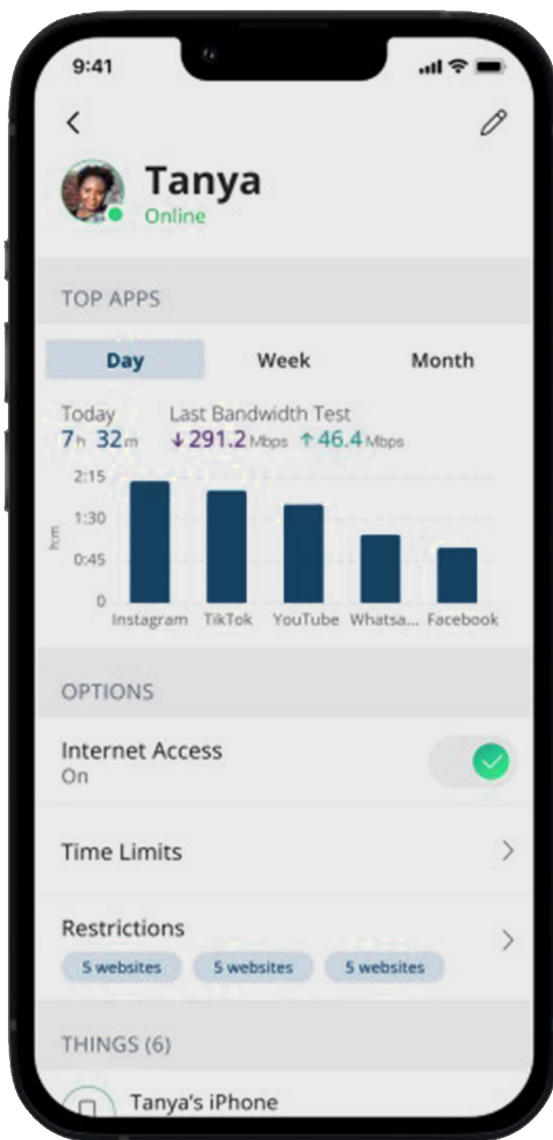 9:41
Tanya
Online
TOP APPS
Day Week Month
Today Last Bandwidth Test
7h 32m ↓291.2 Mbps ↑46.4 Mbps
2:15
1:30
0:45
0
h:m
Instagram TikTok YouTube Whatsa... Facebook
OPTIONS
Internet Access
On
Time Limits
Restrictions
5 websites 5 websites 5 websites
THINGS (6)
Tanya's iPhone